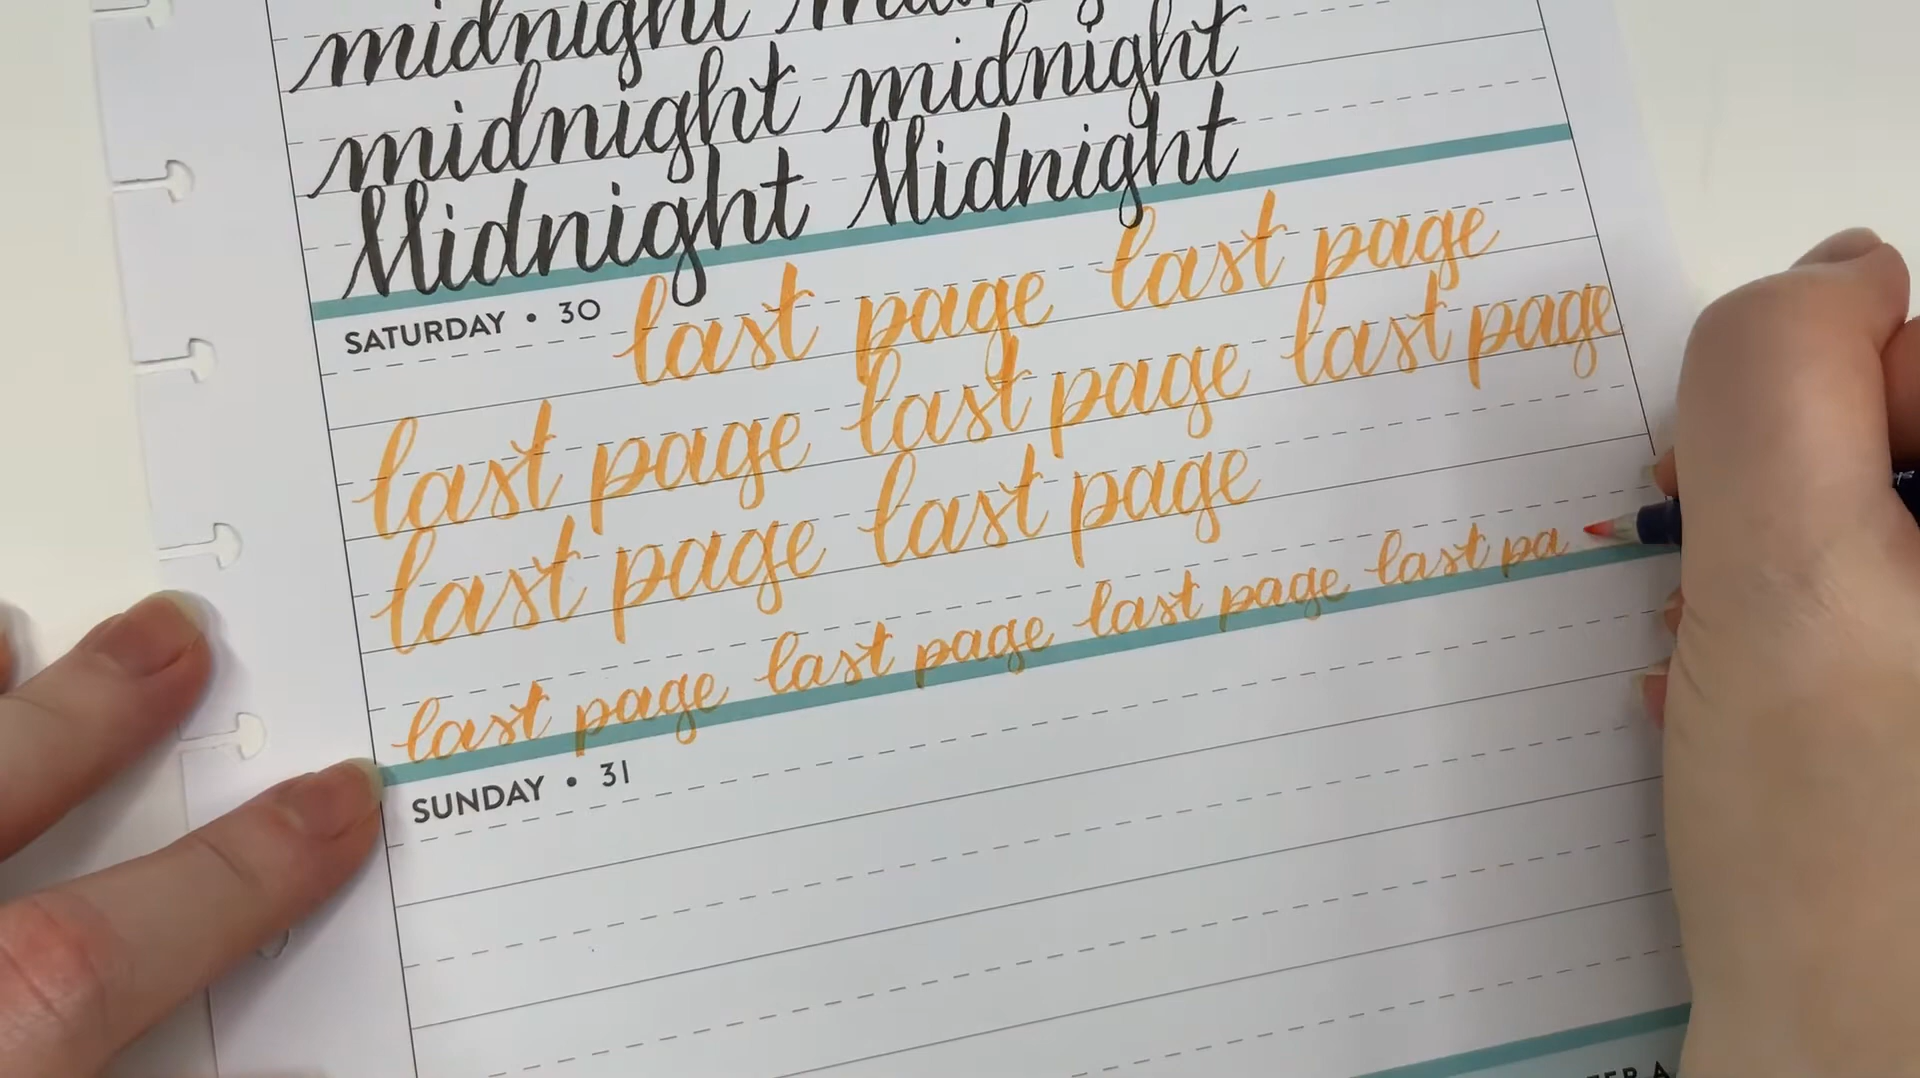 midnight
midnight midnight
Midnight Midnight
SATURDAY • 30 last page last page
last page last page last page
last page last page
last page last page last page last pa
SUNDAY • 31